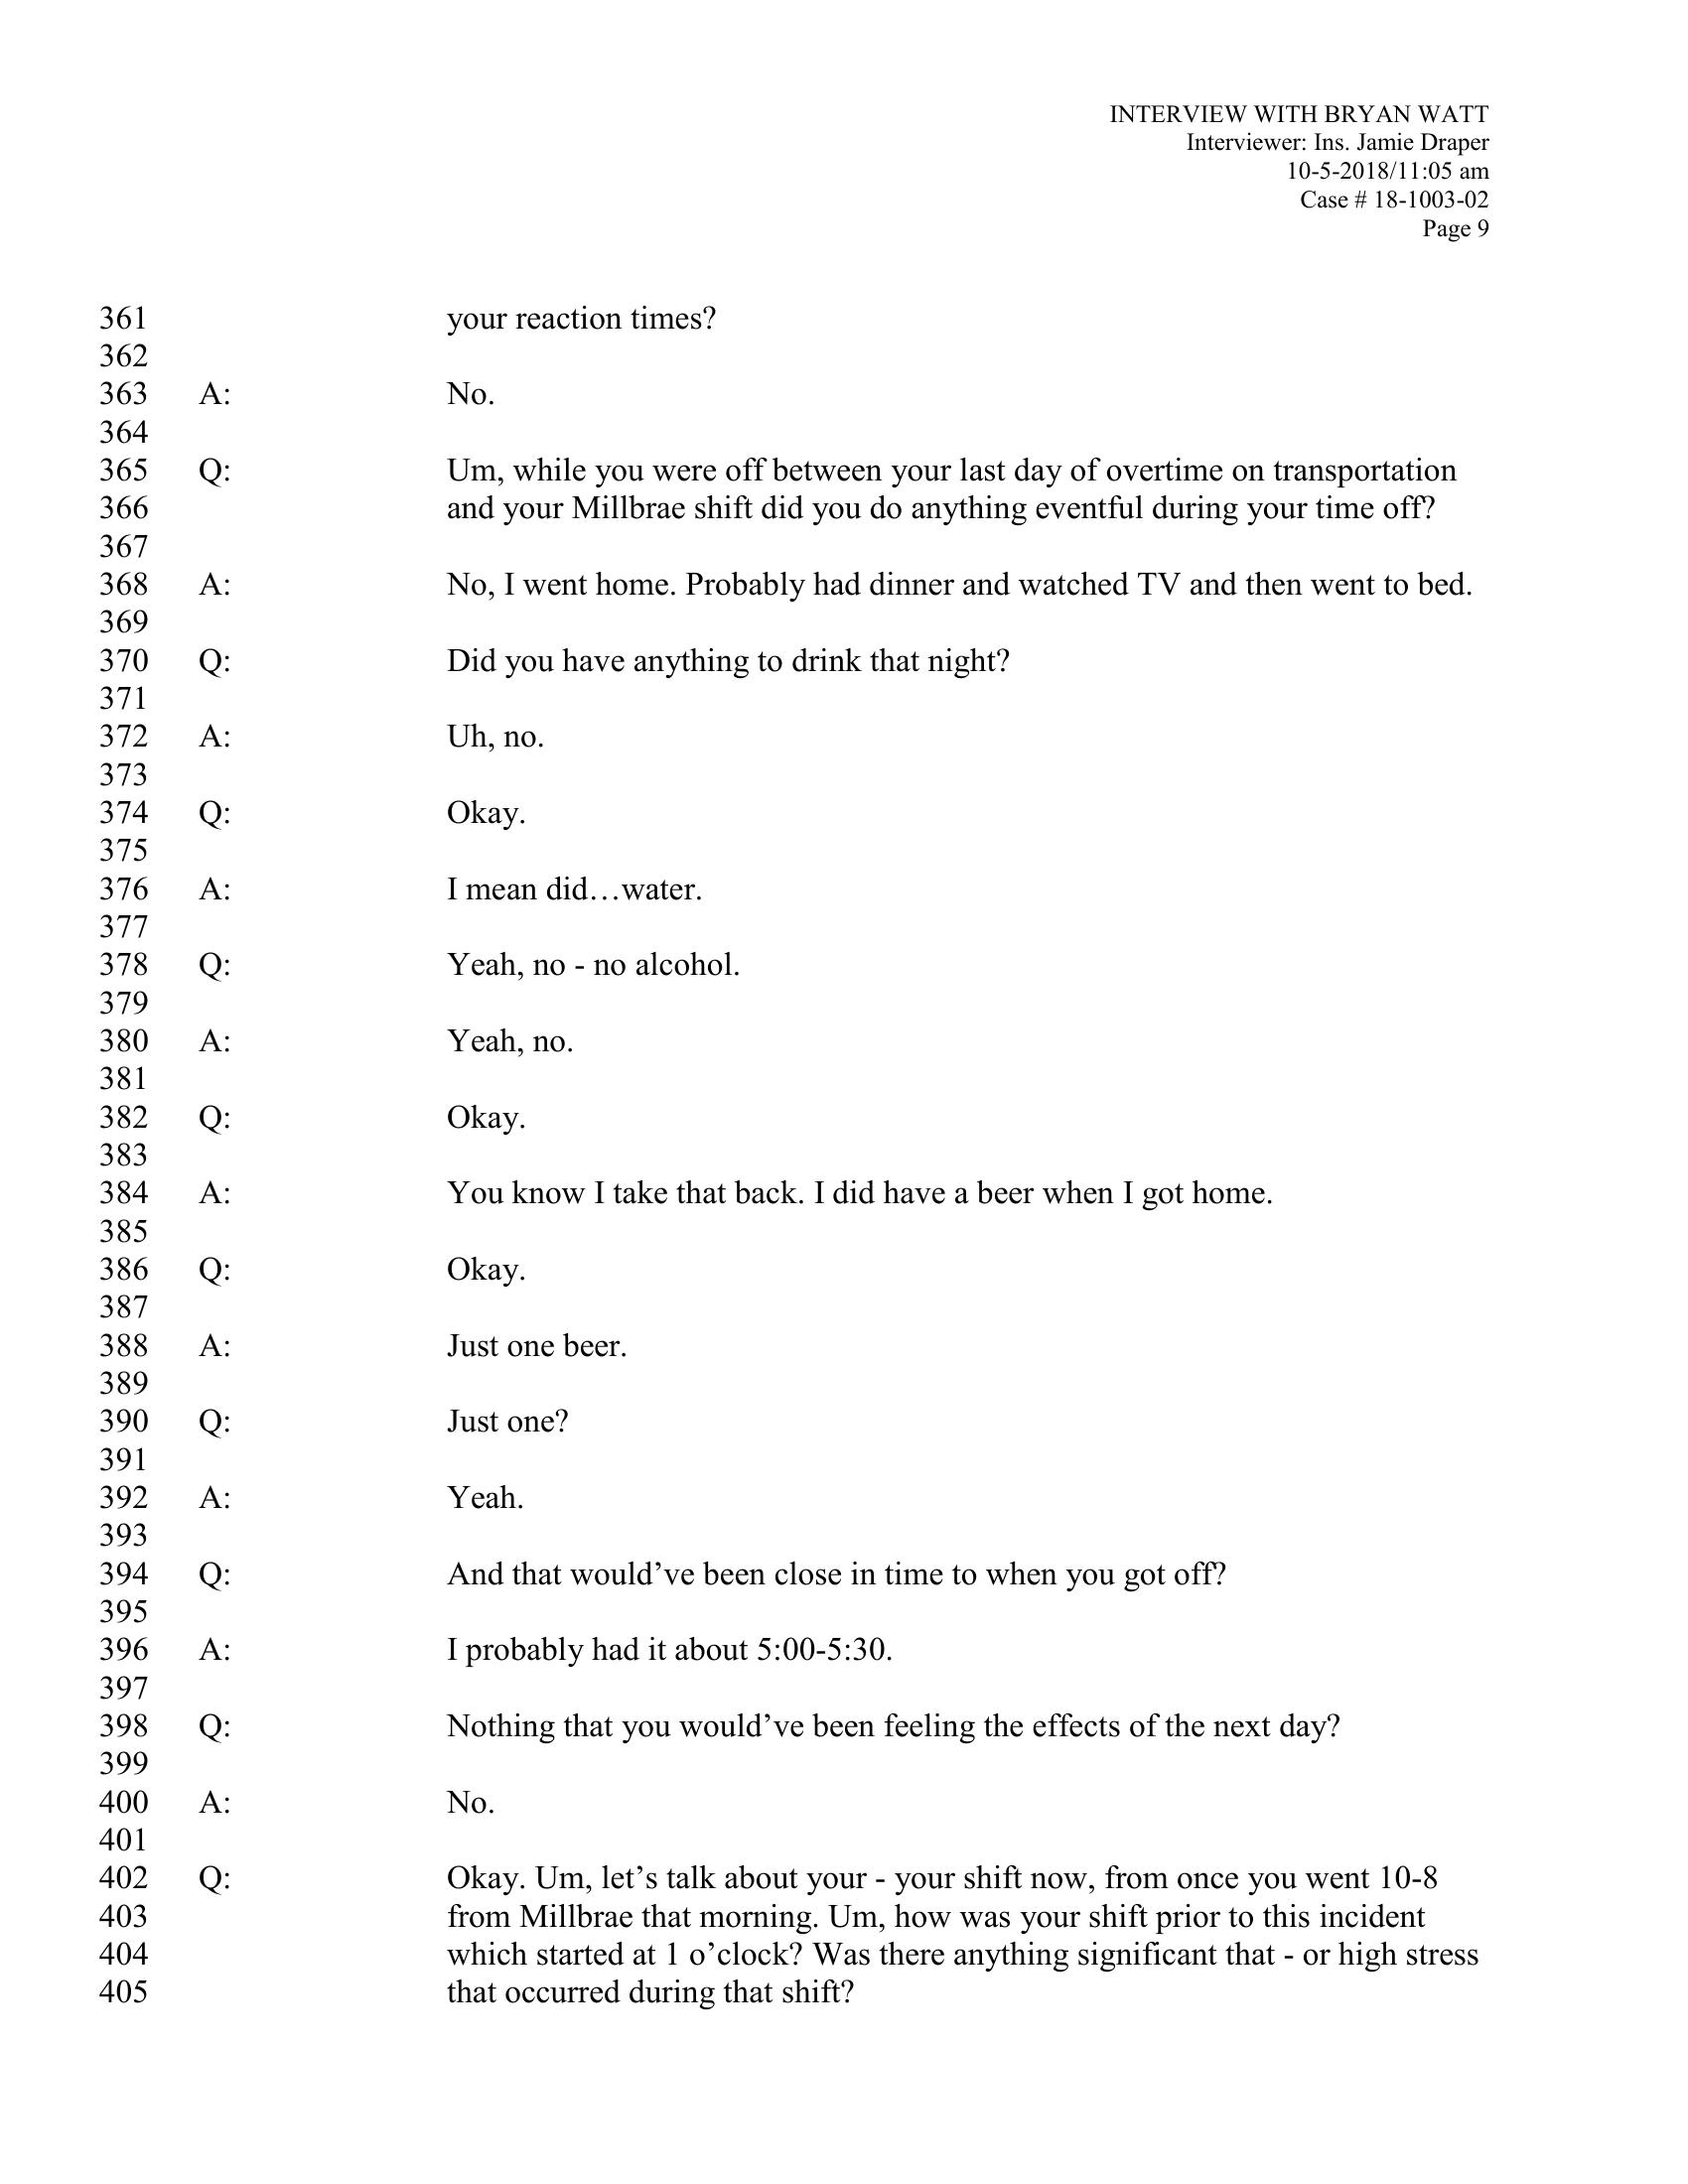 INTERVIEW WITH BRYAN WATT
Interviewer: Ins. Jamie Draper
10-5-2018/11:05 am
Case # 18-1003-02
Page 9
361 your reaction times?
362
363 A: No.
364
365 Q: Um, while you were off between your last day of overtime on transportation
366 and your Millbrae shift did you do anything eventful during your time off?
367
368 A: No, I went home. Probably had dinner and watched TV and then went to bed.
369
370 Q: Did you have anything to drink that night?
371
372 A: Uh, no.
373
374 Q: Okay.
375
376 A: I mean did…water.
377
378 Q: Yeah, no - no alcohol.
379
380 A: Yeah, no.
381
382 Q: Okay.
383
384 A: You know I take that back. I did have a beer when I got home.
385
386 Q: Okay.
387
388 A: Just one beer.
389
390 Q: Just one?
391
392 A: Yeah.
393
394 Q: And that would’ve been close in time to when you got off?
395
396 A: I probably had it about 5:00-5:30.
397
398 Q: Nothing that you would’ve been feeling the effects of the next day?
399
400 A: No.
401
402 Q: Okay. Um, let’s talk about your - your shift now, from once you went 10-8
403 from Millbrae that morning. Um, how was your shift prior to this incident
404 which started at 1 o’clock? Was there anything significant that - or high stress
405 that occurred during that shift?